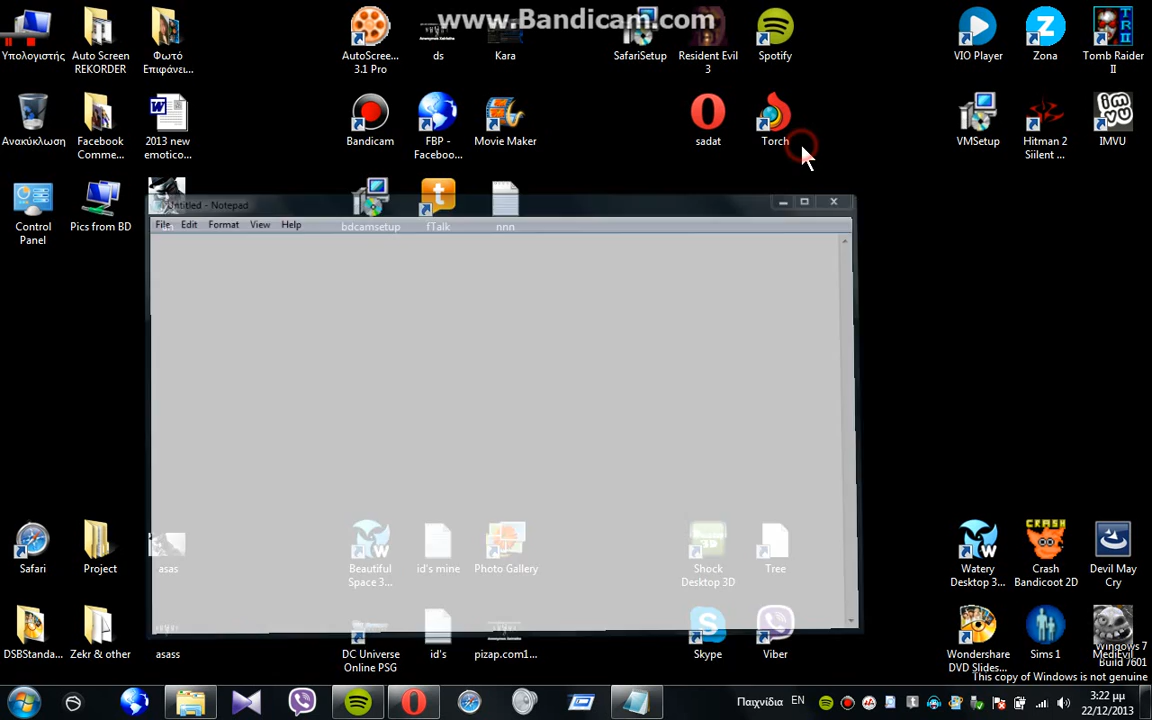 www.Bandicam.com
Υπολογιστής
Auto Screen REKORDER
Φωτό Επιφάνει...
AutoScree... 3.1 Pro
ds
Kara
SafariSetup
Resident Evil 3
Spotify
VIO Player
Zona
Tomb Raider II
Ανακύκλωση
Facebook Comme...
2013 new emotico...
Bandicam
FBP - Faceboo...
Movie Maker
sadat
Torch
VMSetup
Hitman 2 Siilent ...
IMVU
Control Panel
Pics from BD
bdcamsetup
fTalk
nnn
Untitled - Notepad
File Edit Format View Help
Safari
Project
asas
Beautiful Space 3...
id's mine
Photo Gallery
Shock Desktop 3D
Tree
Watery Desktop 3...
Crash Bandicoot 2D
Devil May Cry
DSBStanda...
Zekr & other
asass
DC Universe Online PSG
id's
pizap.com1...
Skype
Viber
Wondershare DVD Slides...
Sims 1
MediEvil
Windows 7
Build 7601
This copy of Windows is not genuine
Παιχνίδια
EN
3:22 μμ
22/12/2013